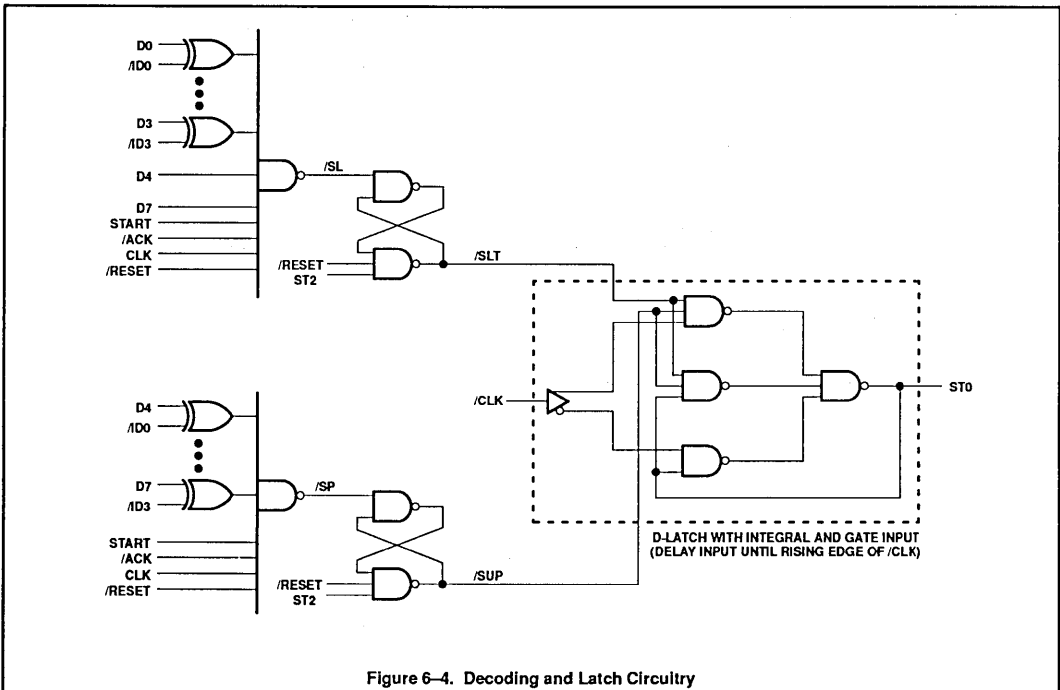 D0
/ID0
D3
/ID3
D4
D7
START
/ACK
CLK
/RESET
/SL
/RESET
ST2
/SLT
/CLK
ST0
D-LATCH WITH INTEGRAL AND GATE INPUT
(DELAY INPUT UNTIL RISING EDGE OF /CLK)
D4
/ID0
D7
/ID3
START
/ACK
CLK
/RESET
/SP
/RESET
ST2
/SUP
Figure 6–4. Decoding and Latch Circuitry